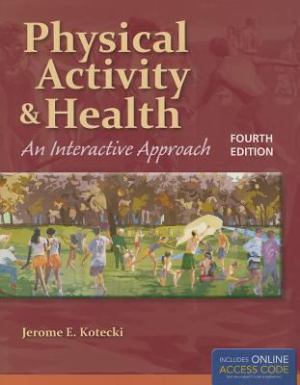 Physical
Activity
& Health
An Interactive Approach
FOURTH
EDITION
Jerome E. Kotecki
INCLUDES ONLINE
ACCESS CODE